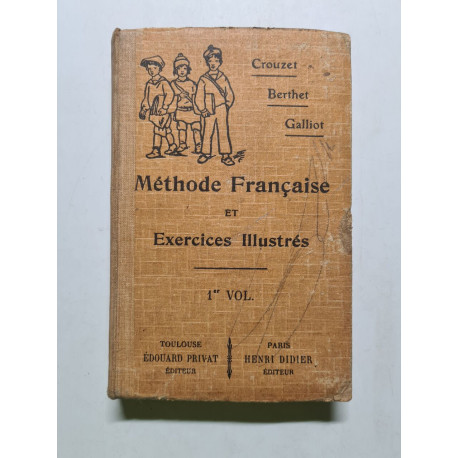 Crouzet
Berthet
Galliot
Méthode Française
ET
Exercices Illustrés
1er VOL.
TOULOUSE
ÉDOUARD PRIVAT
ÉDITEUR
PARIS
HENRI DIDIER
ÉDITEUR